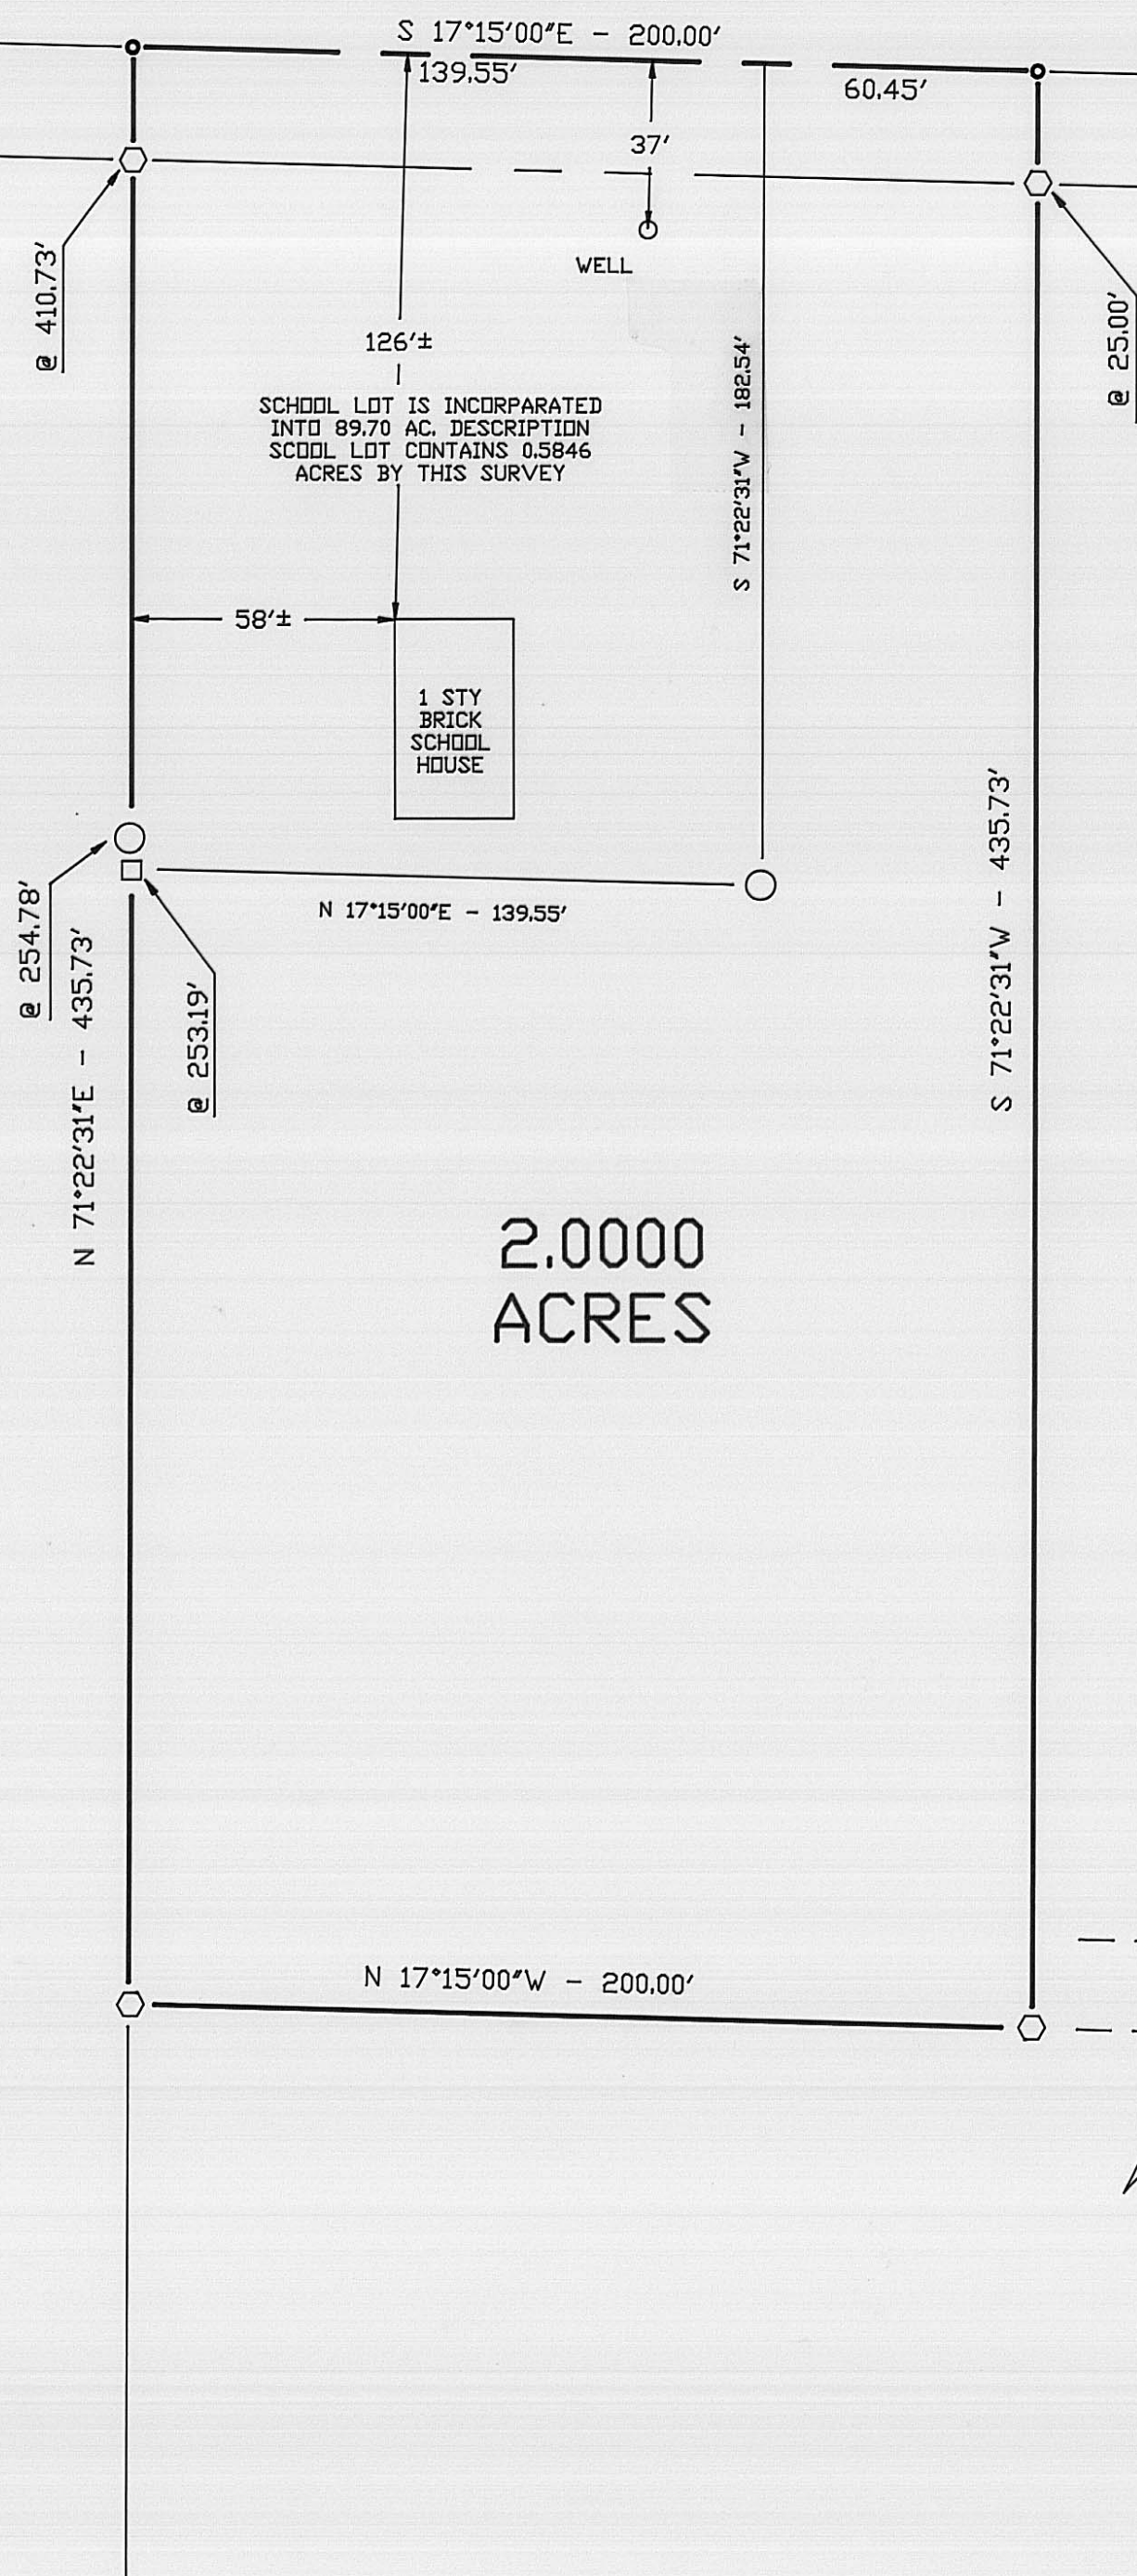 S 17°15'00"E - 200.00'
139.55'
60.45'
37'
WELL
@ 410.73'
@ 25.00'
126'±
S 71°22'31"W - 182.54'
SCHOOL LOT IS INCORPARATED
INTO 89.70 AC. DESCRIPTION
SCOOL LOT CONTAINS 0.5846
ACRES BY THIS SURVEY
58'±
1 STY
BRICK
SCHOOL
HOUSE
S 71°22'31"W - 435.73'
@ 254.78'
N 17°15'00"E - 139.55'
N 71°22'31"E - 435.73'
@ 253.19'
2.0000
ACRES
N 17°15'00"W - 200.00'